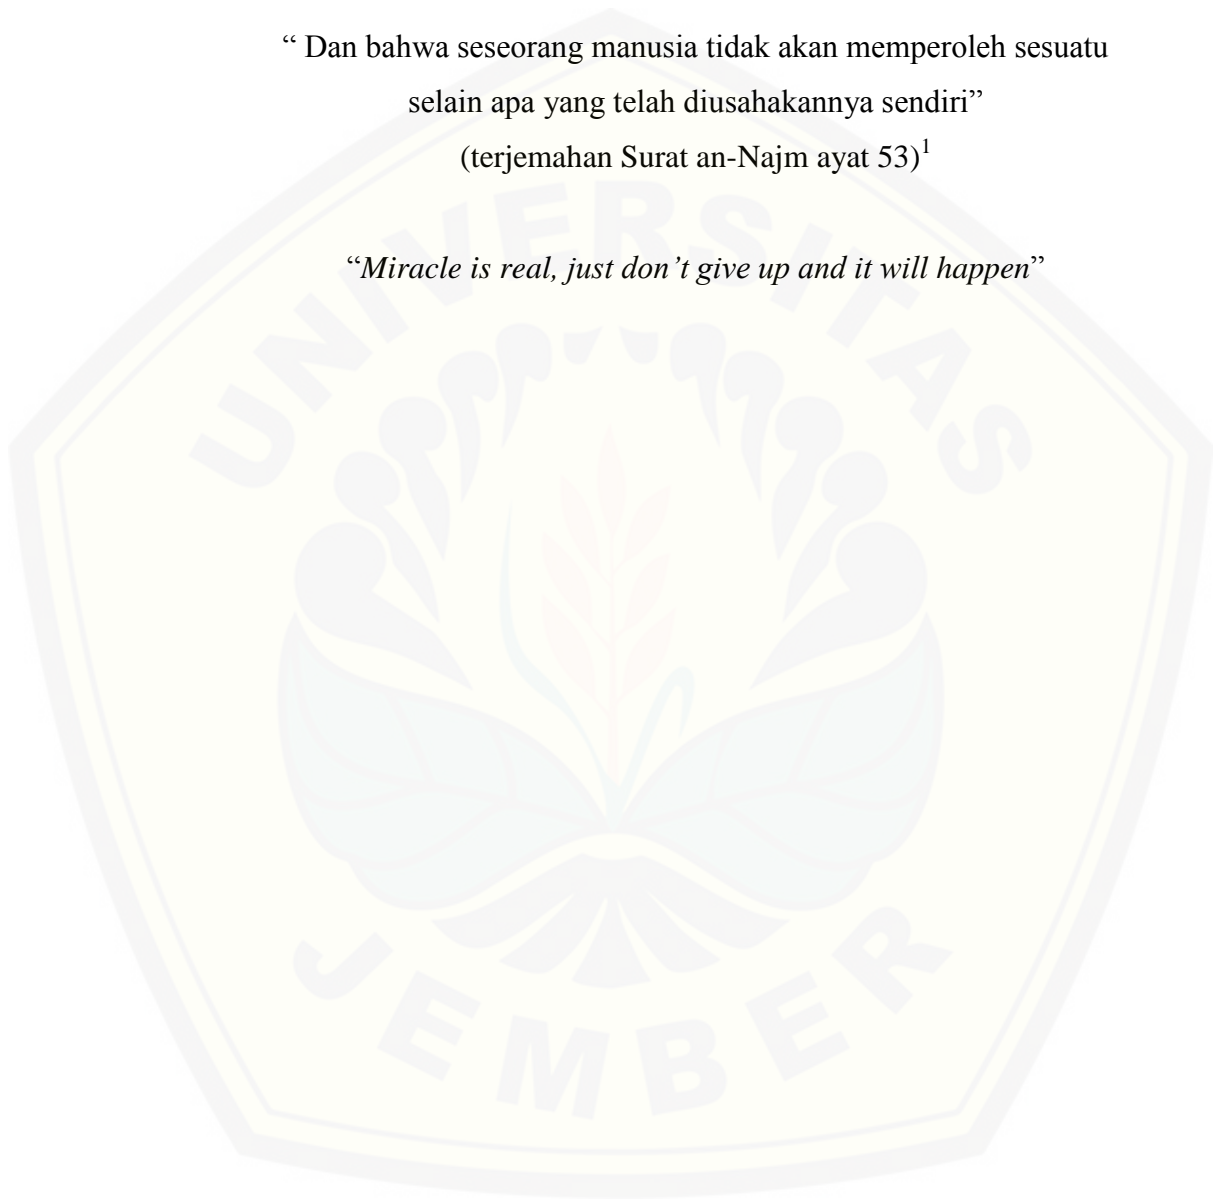 “ Dan bahwa seseorang manusia tidak akan memperoleh sesuatu
selain apa yang telah diusahakannya sendiri”
(terjemahan Surat an-Najm ayat 53)¹
“Miracle is real, just don’t give up and it will happen”
UNIVERSITAS
JEMBER